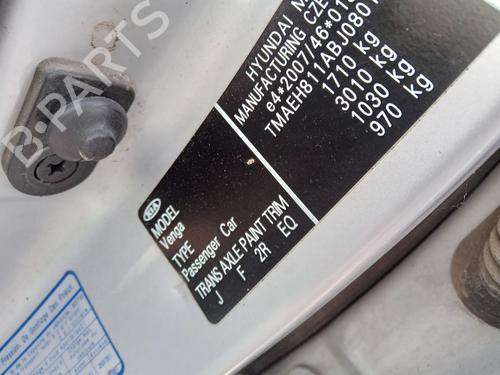 HYUNDAI M
MANUFACTURING CZE
e4*2007/46*01
TMAEH811ABJ080
1710 kg
3010 kg
1030 kg
970 kg
KIA
MODEL
Venga
TYPE
Passenger Car
TRANS AXLE PAINT TRIM
J F 2R EQ
B-PARTS